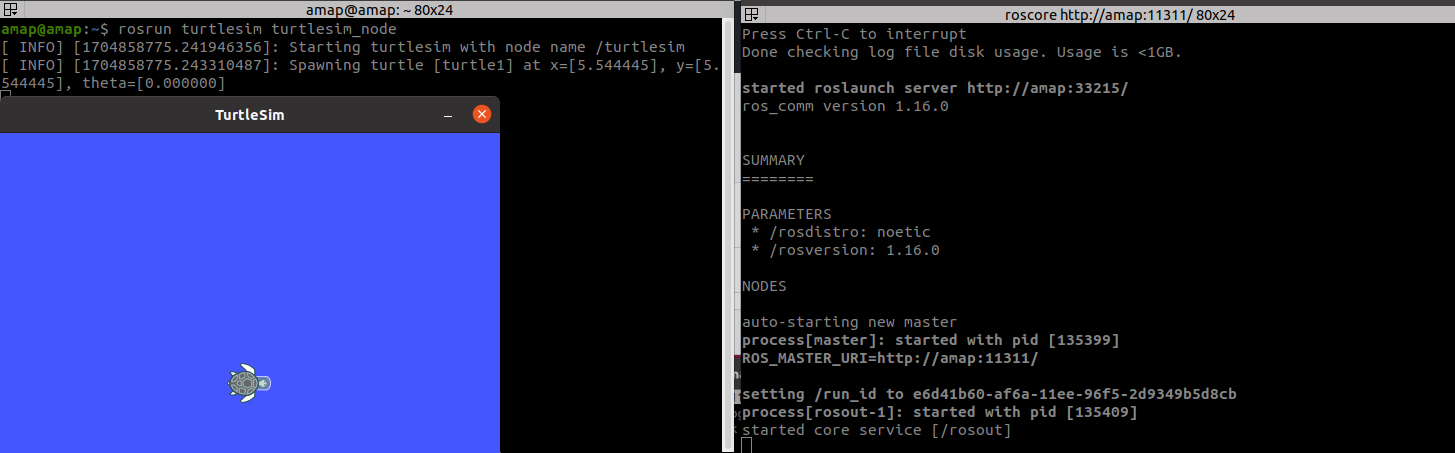 amap@amap: ~ 80x24
amap@amap:~$ rosrun turtlesim turtlesim_node
[ INFO] [1704858775.241946356]: Starting turtlesim with node name /turtlesim
[ INFO] [1704858775.243310487]: Spawning turtle [turtle1] at x=[5.544445], y=[5.
544445], theta=[0.000000]
TurtleSim
roscore http://amap:11311/ 80x24
Press Ctrl-C to interrupt
Done checking log file disk usage. Usage is <1GB.
started roslaunch server http://amap:33215/
ros_comm version 1.16.0
SUMMARY
========
PARAMETERS
 * /rosdistro: noetic
 * /rosversion: 1.16.0
NODES
auto-starting new master
process[master]: started with pid [135399]
ROS_MASTER_URI=http://amap:11311/
setting /run_id to e6d41b60-af6a-11ee-96f5-2d9349b5d8cb
process[rosout-1]: started with pid [135409]
started core service [/rosout]